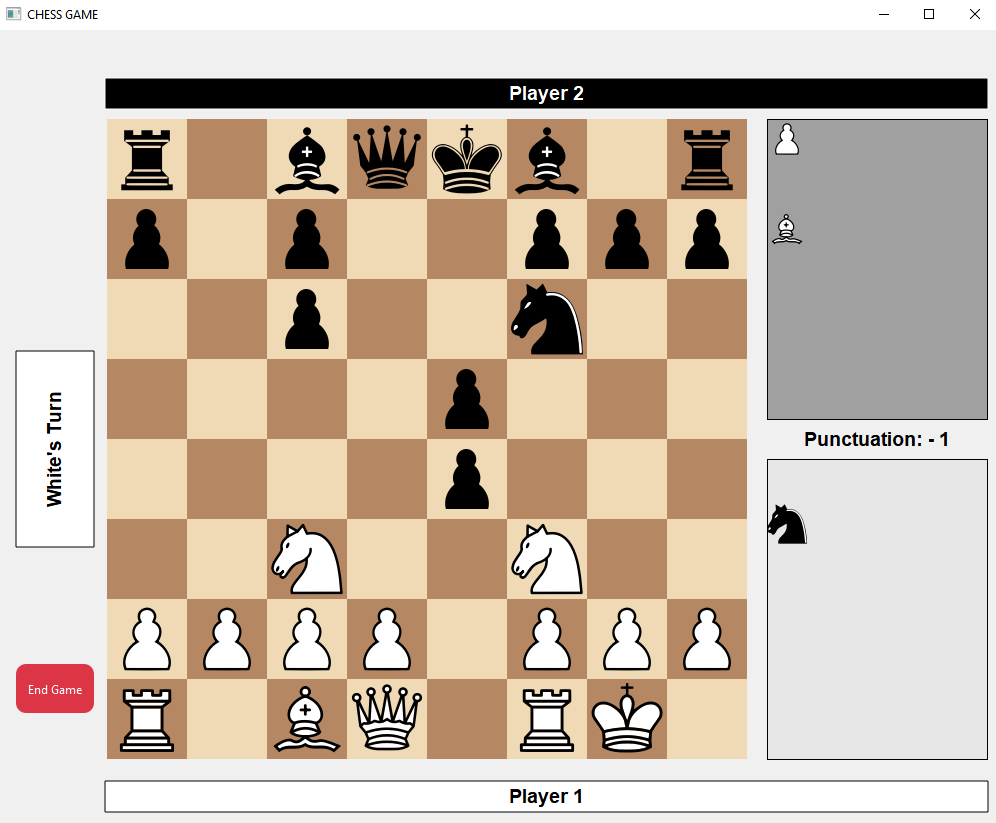 CHESS GAME
Player 2
Punctuation: - 1
White's Turn
End Game
Player 1